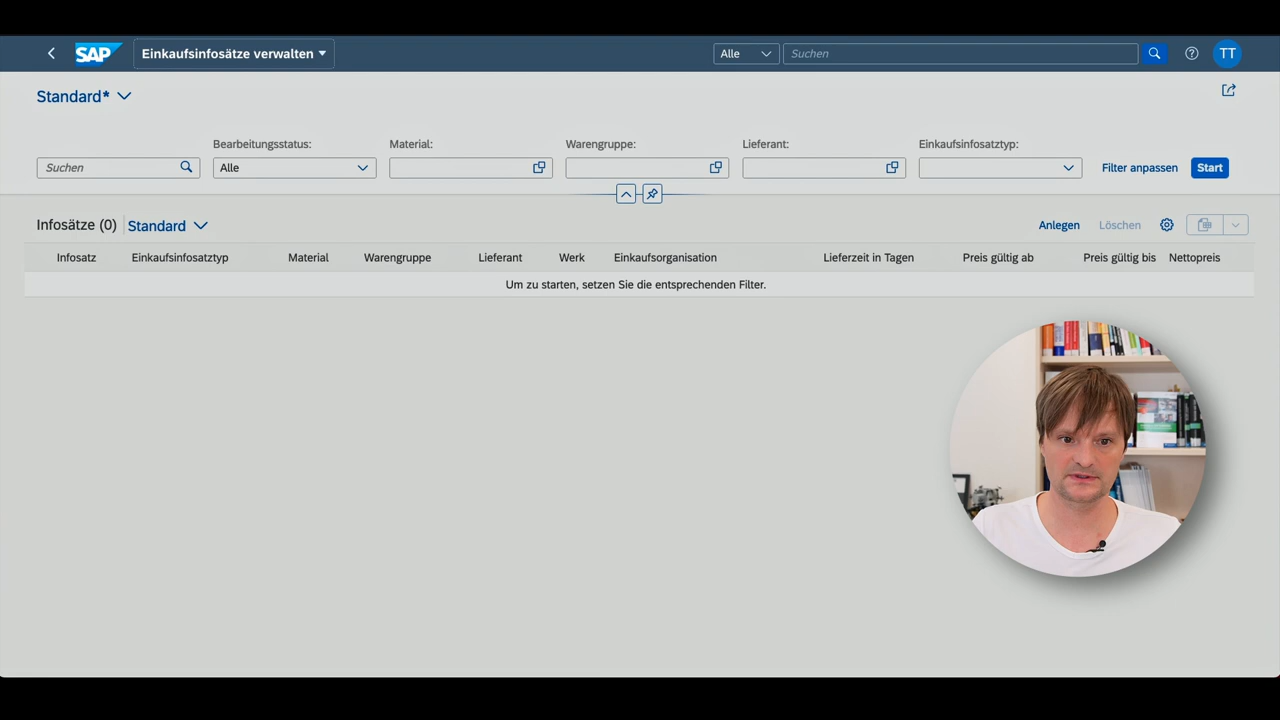 SAP
Einkaufsinfosätze verwalten
Alle
Suchen
TT
Standard*
Bearbeitungsstatus:
Material:
Warengruppe:
Lieferant:
Einkaufsinfosatztyp:
Suchen
Alle
Filter anpassen
Start
Infosätze (0)
Standard
Anlegen
Löschen
Infosatz
Einkaufsinfosatztyp
Material
Warengruppe
Lieferant
Werk
Einkaufsorganisation
Lieferzeit in Tagen
Preis gültig ab
Preis gültig bis
Nettopreis
Um zu starten, setzen Sie die entsprechenden Filter.